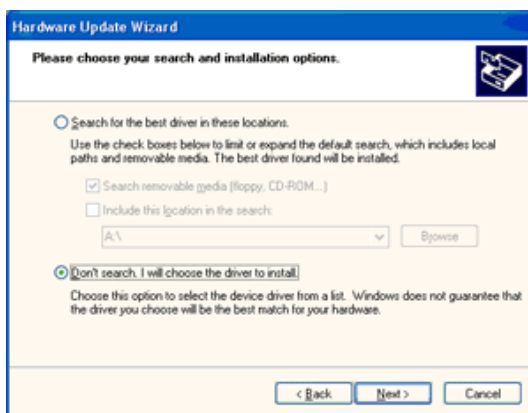 Hardware Update Wizard
Please choose your search and installation options.
Search for the best driver in these locations.
Use the check boxes below to limit or expand the default search, which includes local
paths and removable media. The best driver found will be installed.
Search removable media (floppy, CD-ROM...)
Include this location in the search:
A:\
Browse
Don't search. I will choose the driver to install.
Choose this option to select the device driver from a list. Windows does not guarantee that
the driver you choose will be the best match for your hardware.
< Back Next > Cancel